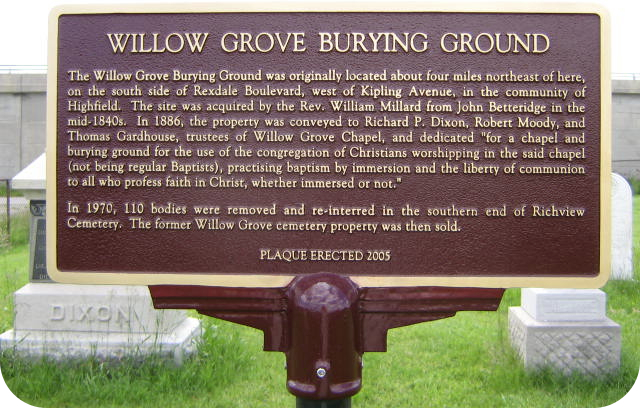 WILLOW GROVE BURYING GROUND
The Willow Grove Burying Ground was originally located about four miles northeast of here,
on the south side of Rexdale Boulevard, west of Kipling Avenue, in the community of
Highfield. The site was acquired by the Rev. William Millard from John Betteridge in the
mid-1840s. In 1886, the property was conveyed to Richard P. Dixon, Robert Moody, and
Thomas Gardhouse, trustees of Willow Grove Chapel, and dedicated "for a chapel and
burying ground for the use of the congregation of Christians worshipping in the said chapel
(not being regular Baptists), practising baptism by immersion and the liberty of communion
to all who profess faith in Christ, whether immersed or not."
In 1970, 110 bodies were removed and re-interred in the southern end of Richview
Cemetery. The former Willow Grove cemetery property was then sold.
PLAQUE ERECTED 2005
DIXON